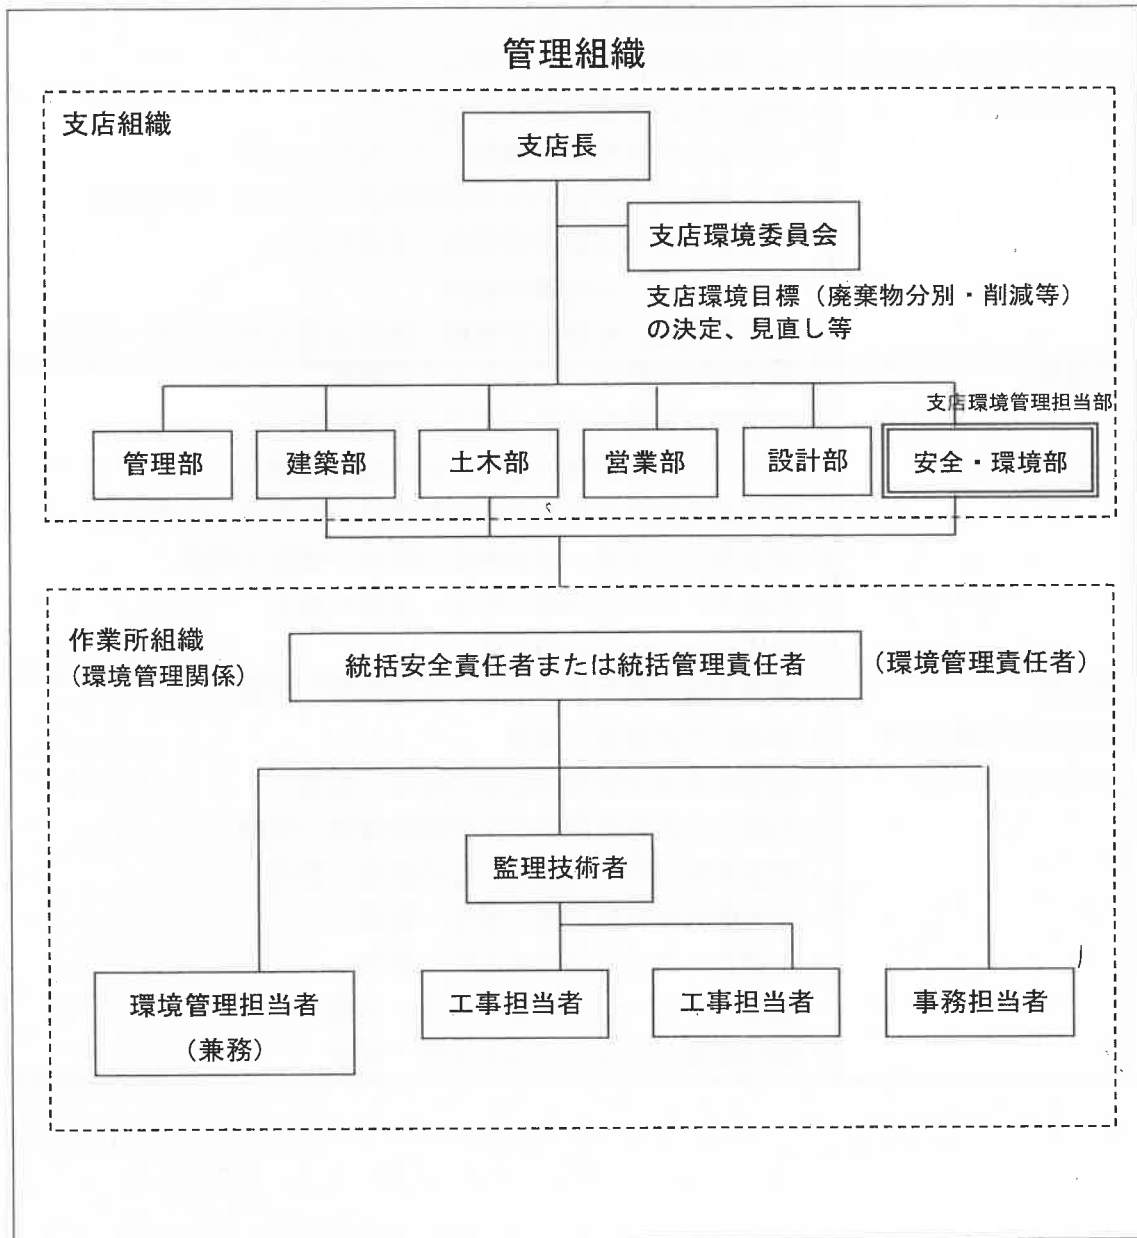 管理組織
支店組織
支店長
支店環境委員会
支店環境目標（廃棄物分別・削減等）
の決定、見直し等
支店環境管理担当部
管理部
建築部
土木部
営業部
設計部
安全・環境部
作業所組織
（環境管理関係）
統括安全責任者または統括管理責任者
（環境管理責任者）
監理技術者
環境管理担当者
（兼務）
工事担当者
工事担当者
事務担当者